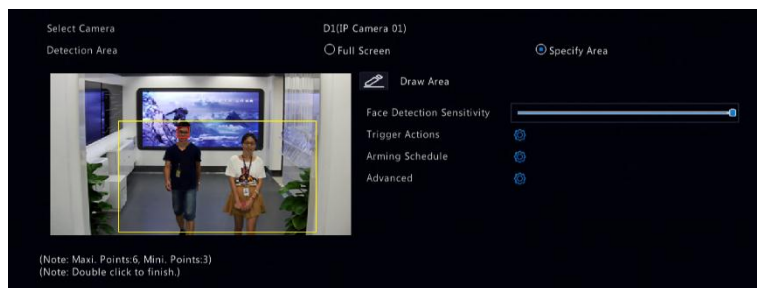 Select Camera D1(IP Camera 01)
Detection Area Full Screen Specify Area
Draw Area
Face Detection Sensitivity
Trigger Actions
Arming Schedule
Advanced
(Note: Maxi. Points:6, Mini. Points:3)
(Note: Double click to finish.)